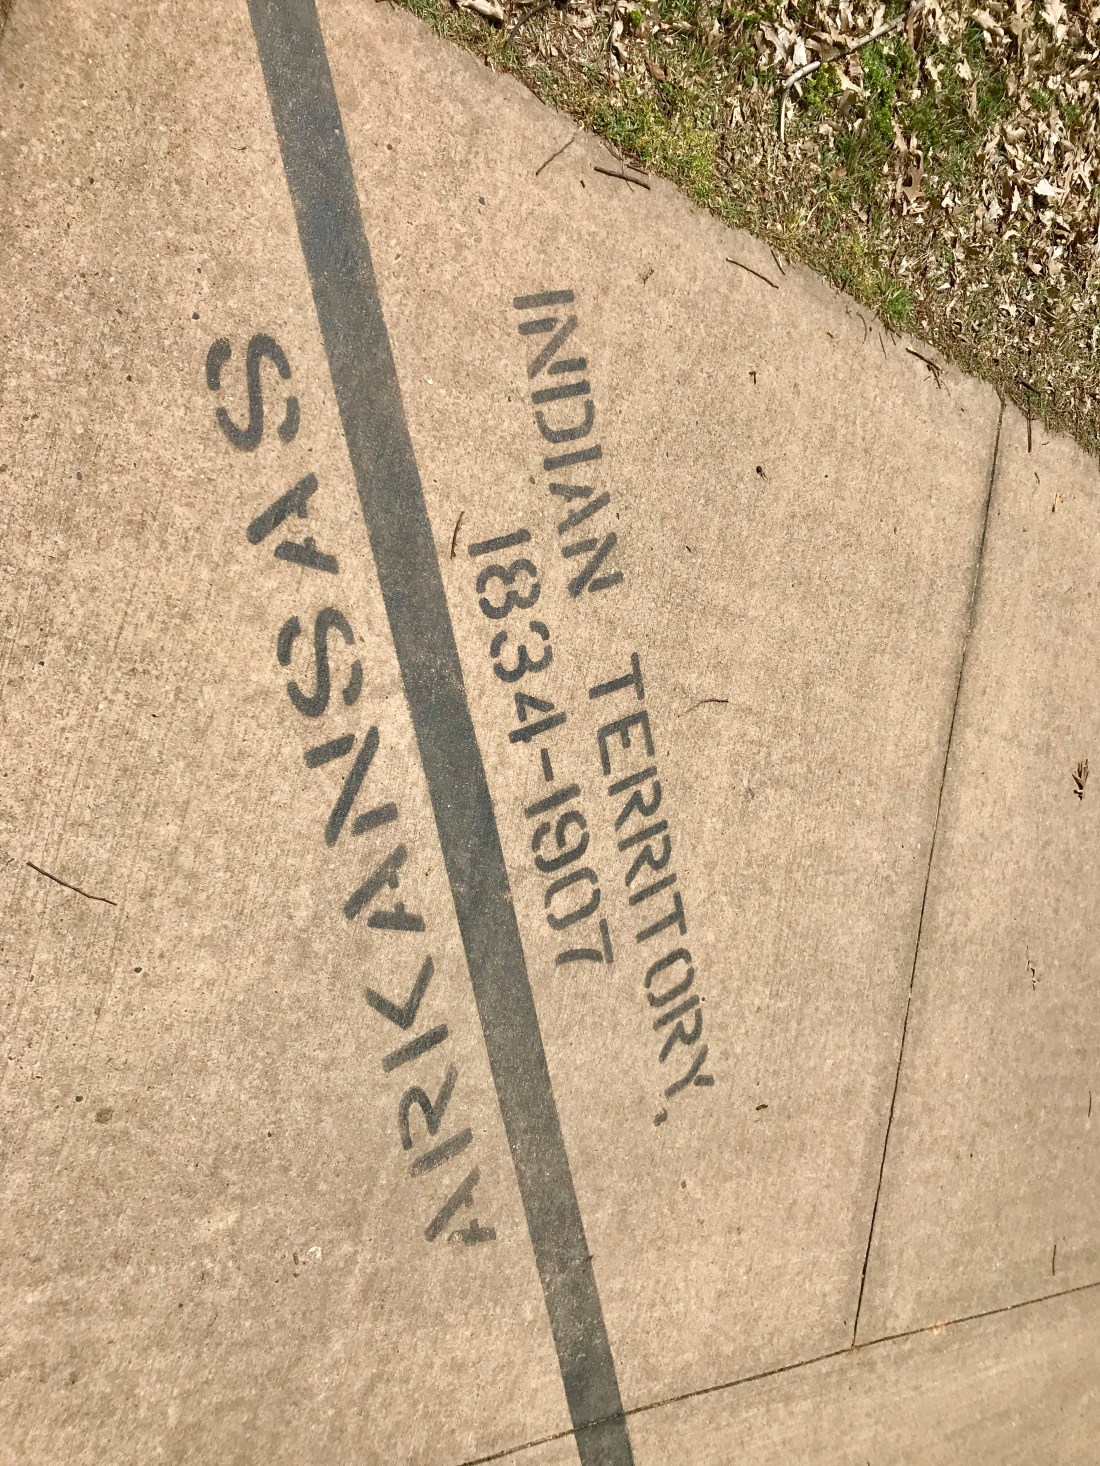 INDIAN TERRITORY,
1834-1907
ARKANSAS